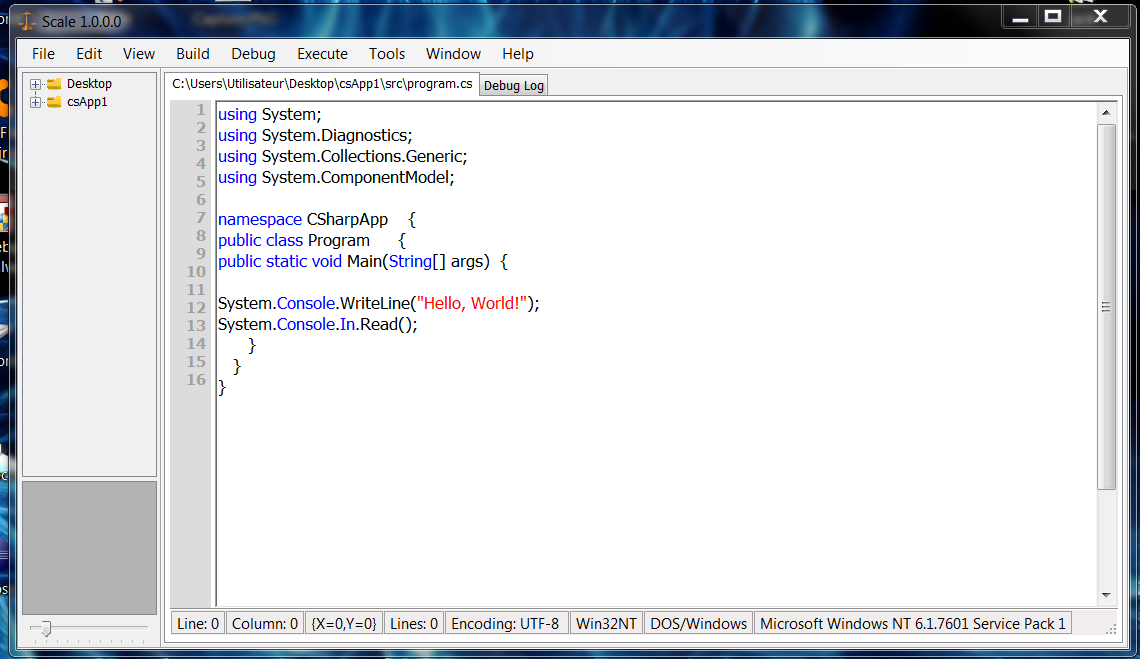 Scale 1.0.0.0
File Edit View Build Debug Execute Tools Window Help
Desktop
csApp1
C:\Users\Utilisateur\Desktop\csApp1\src\program.cs Debug Log
1
2
3
4
5
6
7
8
9
10
11
12
13
14
15
16
using System;
using System.Diagnostics;
using System.Collections.Generic;
using System.ComponentModel;
namespace CSharpApp {
public class Program {
public static void Main(String[] args) {
System.Console.WriteLine("Hello, World!");
System.Console.In.Read();
}
}
}
Line: 0 Column: 0 {X=0,Y=0} Lines: 0 Encoding: UTF-8 Win32NT DOS/Windows Microsoft Windows NT 6.1.7601 Service Pack 1